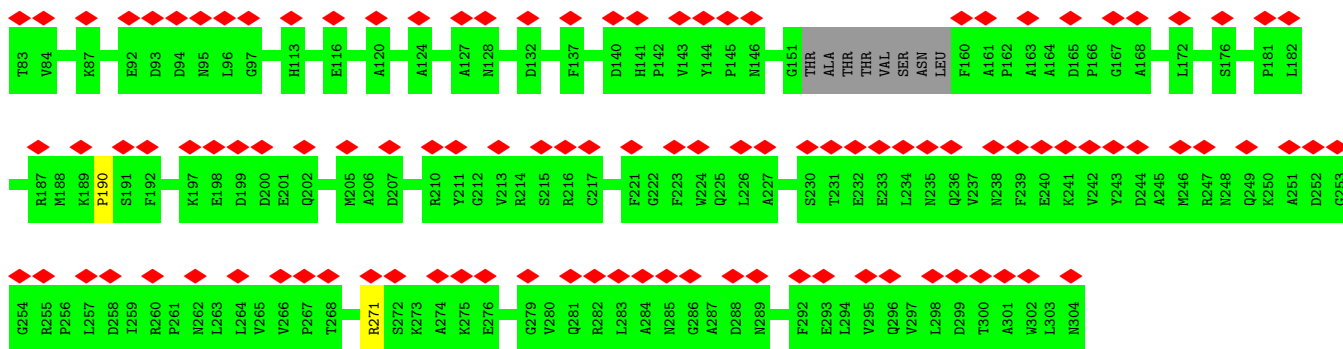 T83 V84 K87 E92 D93 D94 N95 L96 G97 H113 E116 A120 A124 A127 N128 D132 F137 D140 H141 P142 V143 Y144 P145 N146 G151 THR ALA THR THR VAL SER ASN LEU F160 A161 P162 A163 A164 D165 P166 G167 A168 L172 S176 P181 L182
R187 M188 K189 P190 S191 F192 K197 E198 D199 D200 E201 Q202 M205 A206 D207 R210 Y211 G212 V213 R214 S215 R216 C217 F221 G222 F223 W224 Q225 L226 A227 S230 T231 E232 E233 L234 N235 Q236 V237 N238 F239 E240 K241 V242 Y243 D244 A245 M246 R247 N248 Q249 K250 A251 D252 G253
G254 R255 P256 L257 D258 I259 R260 P261 N262 L263 L264 V265 V266 P267 T268 R271 S272 K273 A274 K275 E276 G279 V280 Q281 R282 L283 A284 N285 G286 A287 D288 N289 F292 E293 L294 V295 Q296 V297 L298 D299 T300 A301 W302 L303 N304